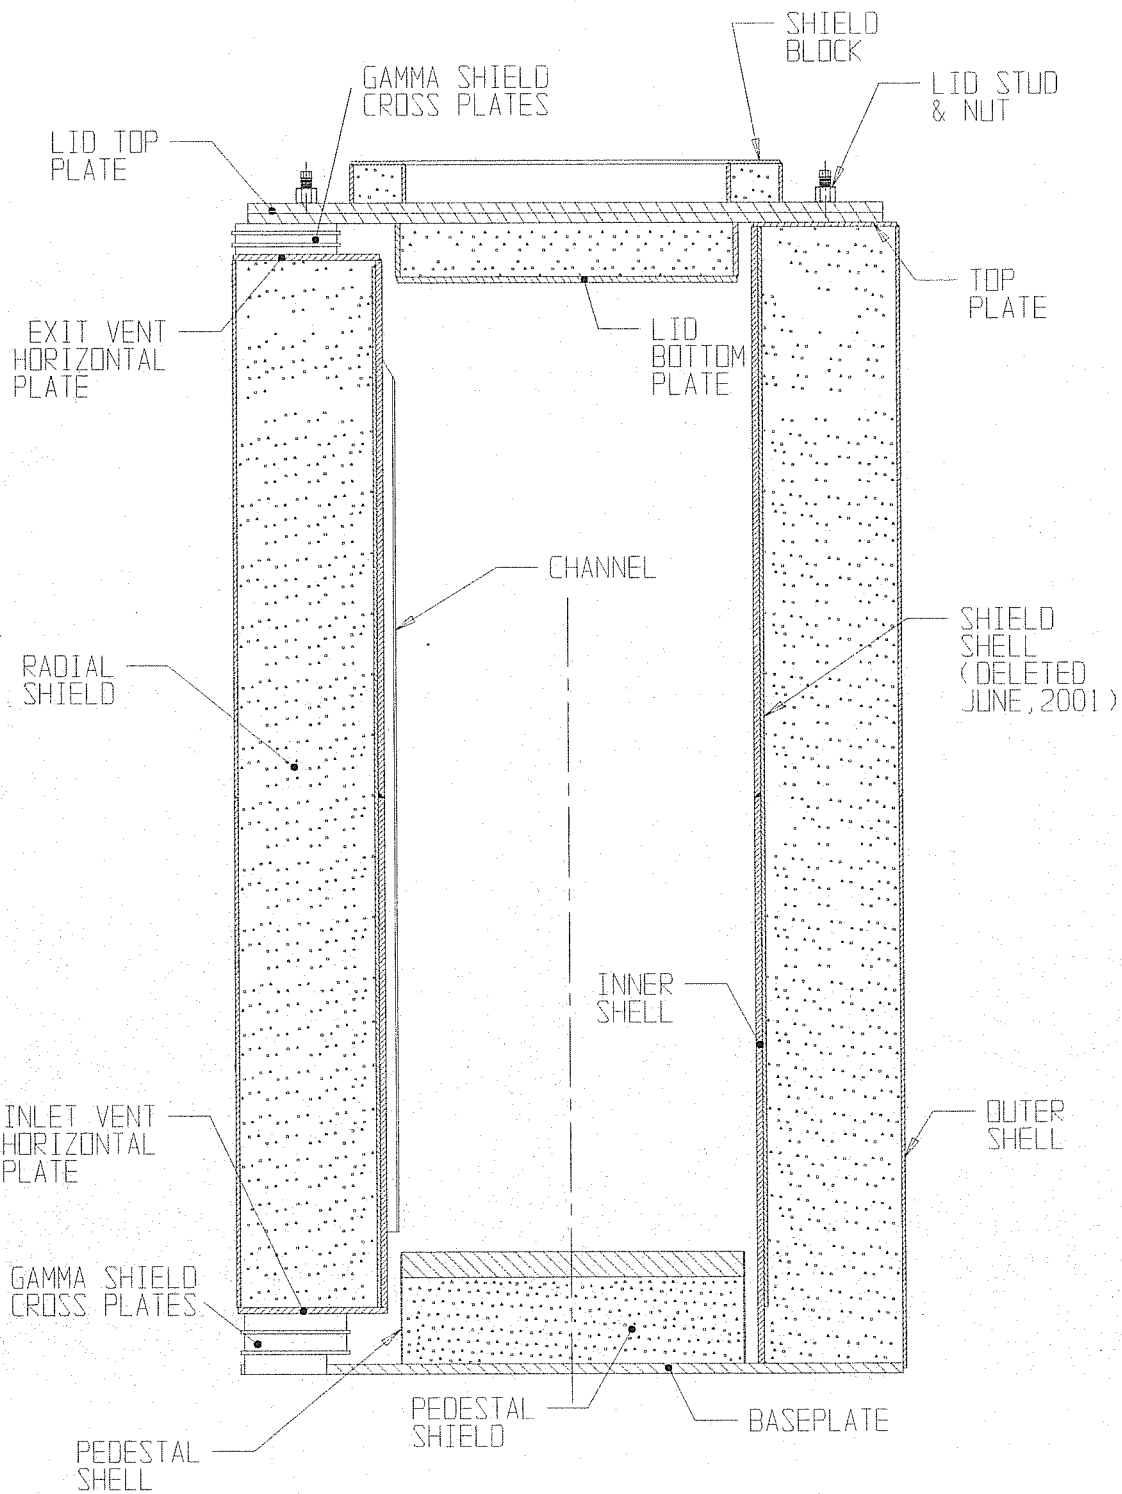 SHIELD
BLOCK
GAMMA SHIELD
CROSS PLATES
LID STUD
& NUT
LID TOP
PLATE
TOP
PLATE
EXIT VENT
HORIZONTAL
PLATE
LID
BOTTOM
PLATE
CHANNEL
SHIELD
SHELL
(DELETED
JUNE,2001)
RADIAL
SHIELD
INNER
SHELL
INLET VENT
HORIZONTAL
PLATE
OUTER
SHELL
GAMMA SHIELD
CROSS PLATES
PEDESTAL
SHIELD
BASEPLATE
PEDESTAL
SHELL